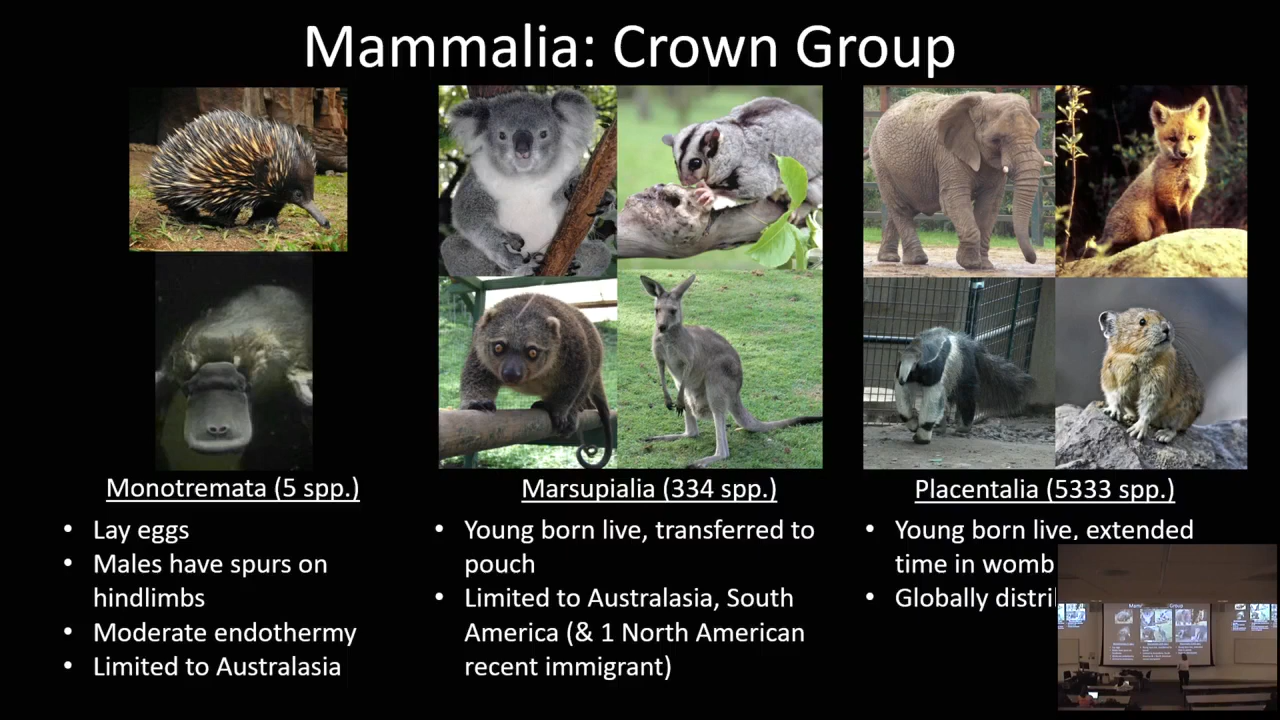 Mammalia: Crown Group
Monotremata (5 spp.)
• Lay eggs
• Males have spurs on
hindlimbs
• Moderate endothermy
• Limited to Australasia
Marsupialia (334 spp.)
• Young born live, transferred to
pouch
• Limited to Australasia, South
America (& 1 North American
recent immigrant)
Placentalia (5333 spp.)
• Young born live, extended
time in womb
• Globally